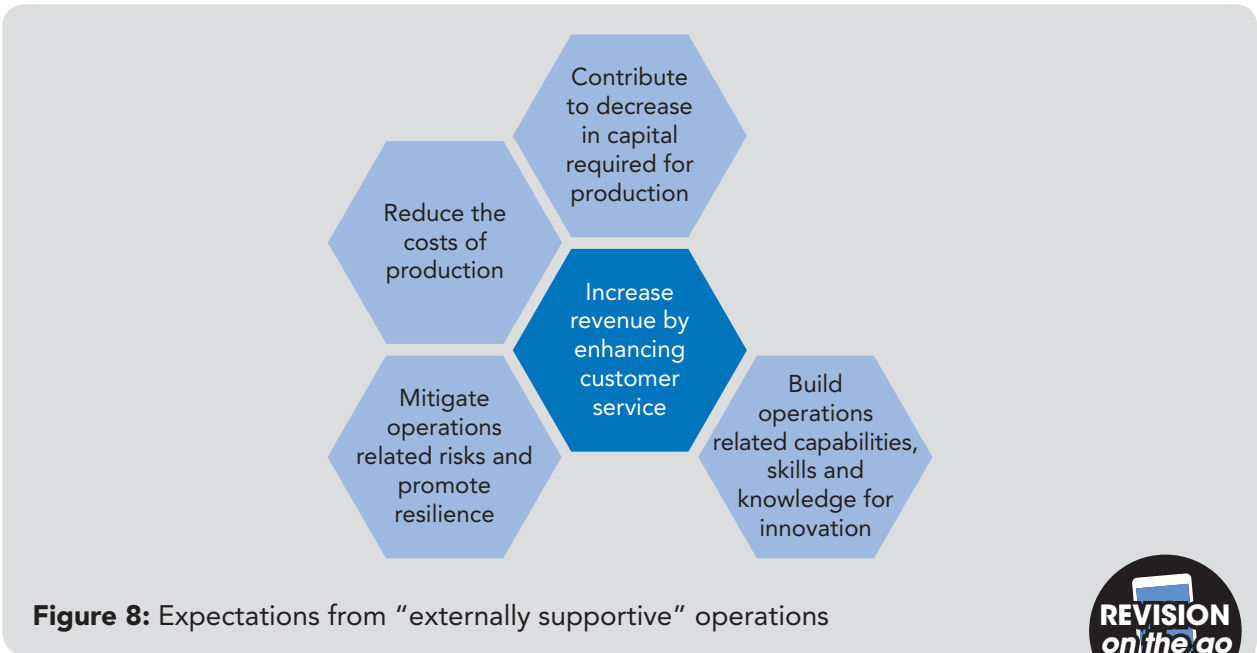 Contribute
to decrease
in capital
required for
production
Reduce the
costs of
production
Increase
revenue by
enhancing
customer
service
Mitigate
operations
related risks and
promote
resilience
Build
operations
related capabilities,
skills and
knowledge for
innovation
Figure 8: Expectations from “externally supportive” operations
REVISION
on the go